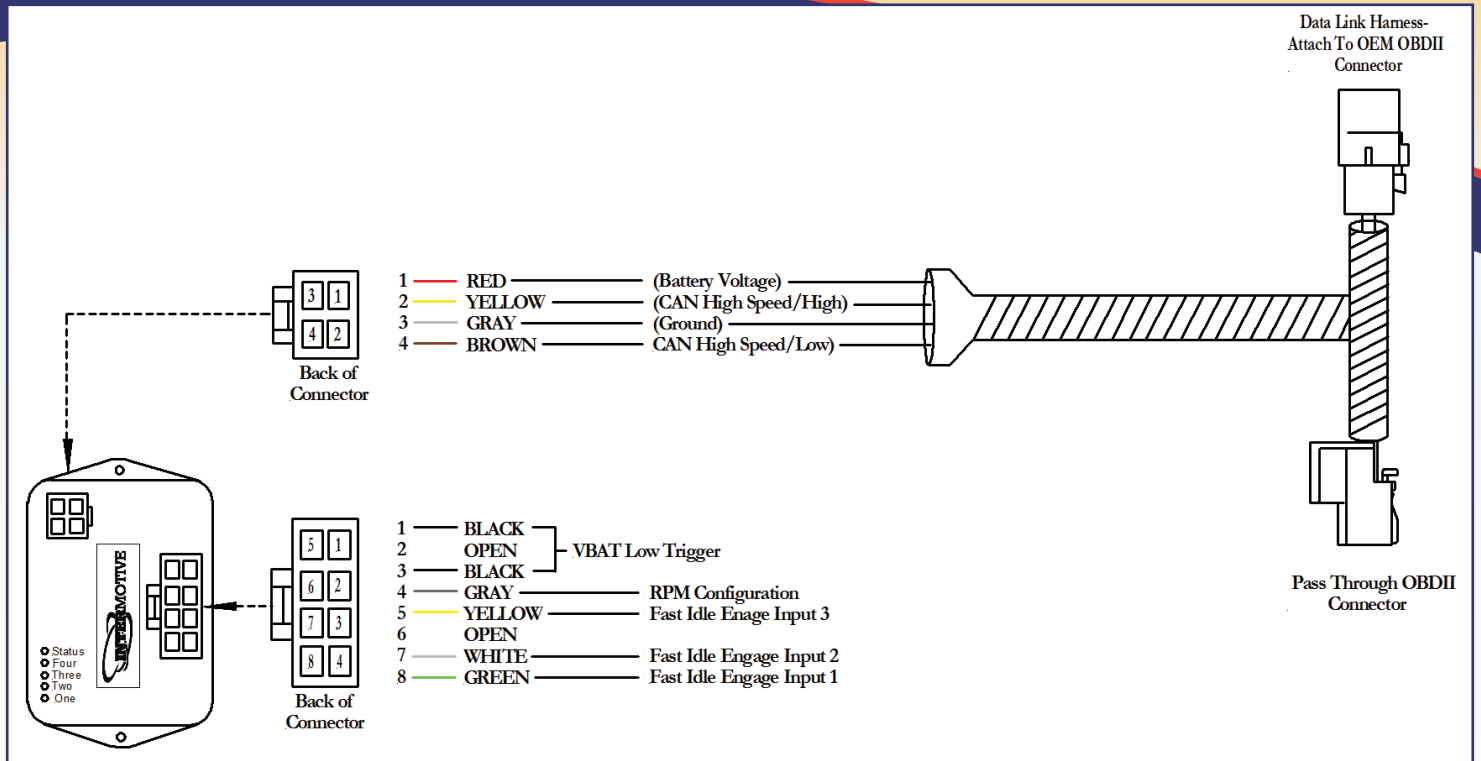 Data Link Harness-
Attach To OEM OBDII
Connector
3 1
4 2
Back of
Connector
1 RED (Battery Voltage)
2 YELLOW (CAN High Speed/High)
3 GRAY (Ground)
4 BROWN CAN High Speed/Low)
INTERMOTIVE
Status
Four
Three
Two
One
5 1
6 2
7 3
8 4
Back of
Connector
1 BLACK
2 OPEN VBAT Low Trigger
3 BLACK
4 GRAY RPM Configuration
5 YELLOW Fast Idle Enage Input 3
6 OPEN
7 WHITE Fast Idle Engage Input 2
8 GREEN Fast Idle Engage Input 1
Pass Through OBDII
Connector